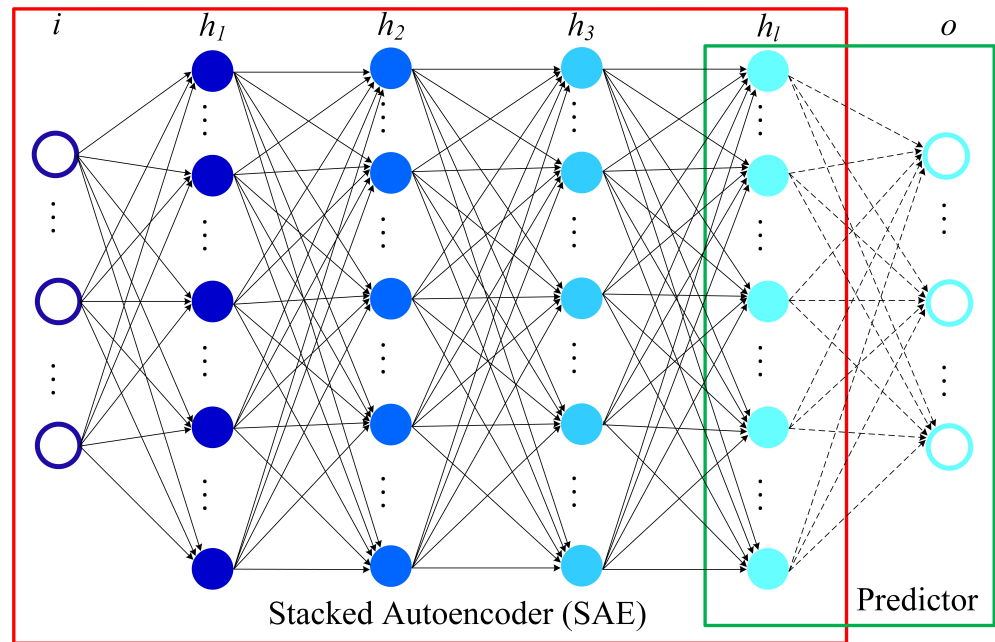 i h1 h2 h3 hl o
Stacked Autoencoder (SAE)
Predictor